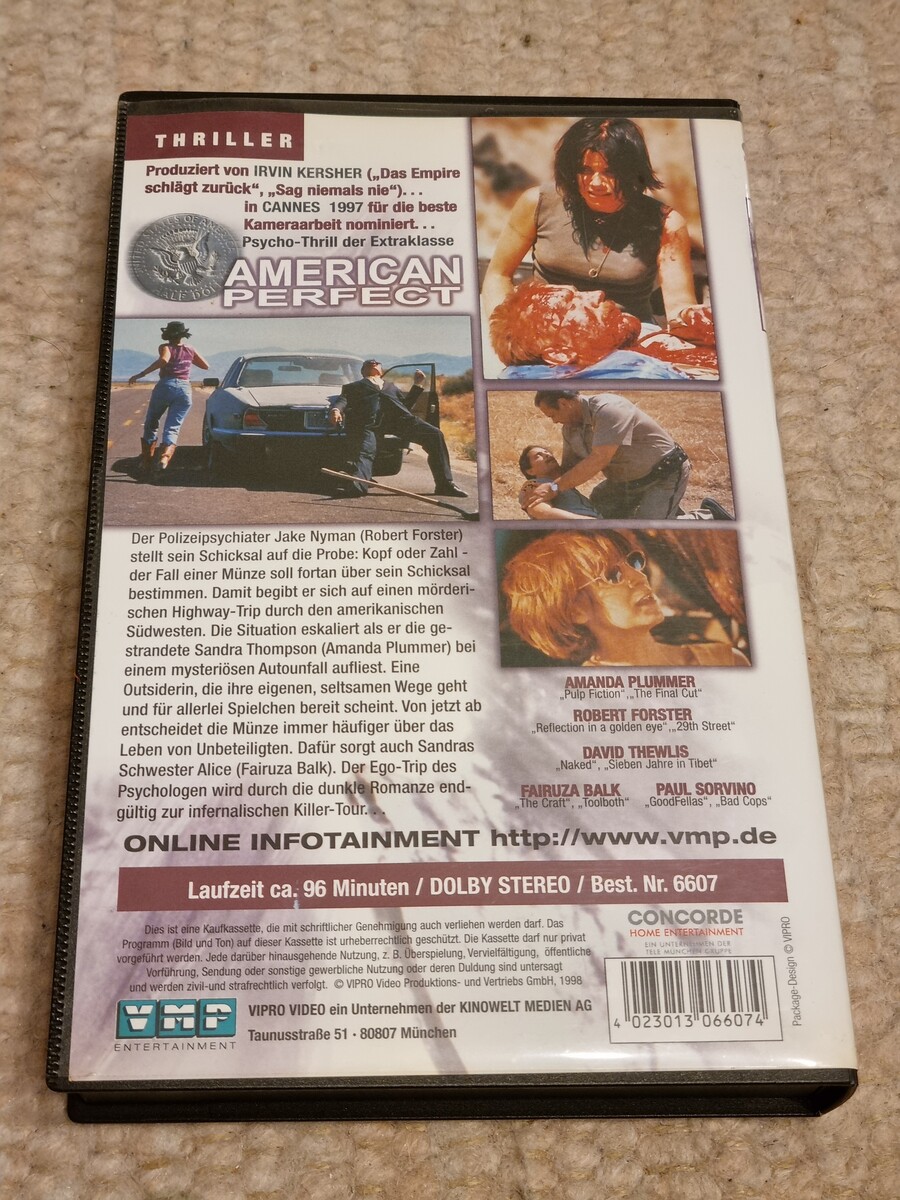 THRILLER
Produziert von IRVIN KERSHER („Das Empire
schlägt zurück“, „Sag niemals nie“)...
in CANNES 1997 für die beste
Kameraarbeit nominiert...
Psycho-Thrill der Extraklasse
AMERICAN
PERFECT
Der Polizeipsychiater Jake Nyman (Robert Forster)
stellt sein Schicksal auf die Probe: Kopf oder Zahl -
der Fall einer Münze soll fortan über sein Schicksal
bestimmen. Damit begibt er sich auf einen mörderi-
schen Highway-Trip durch den amerikanischen
Südwesten. Die Situation eskaliert als er die ge-
strandete Sandra Thompson (Amanda Plummer) bei
einem mysteriösen Autounfall aufliest. Eine
Outsiderin, die ihre eigenen, seltsamen Wege geht
und für allerlei Spielchen bereit scheint. Von jetzt ab
entscheidet die Münze immer häufiger über das
Leben von Unbeteiligten. Dafür sorgt auch Sandras
Schwester Alice (Fairuza Balk). Der Ego-Trip des
Psychologen wird durch die dunkle Romanze end-
gültig zur infernalischen Killer-Tour...
AMANDA PLUMMER
„Pulp Fiction“,„The Final Cut“
ROBERT FORSTER
„Reflection in a golden eye“,„29th Street“
DAVID THEWLIS
„Naked“, „Sieben Jahre in Tibet“
FAIRUZA BALK PAUL SORVINO
„The Craft“, „Toolboth“ „GoodFellas“, „Bad Cops“
ONLINE INFOTAINMENT http://www.vmp.de
Laufzeit ca. 96 Minuten / DOLBY STEREO / Best. Nr. 6607
Dies ist eine Kaufkassette, die mit schriftlicher Genehmigung auch verliehen werden darf. Das
Programm (Bild und Ton) auf dieser Kassette ist urheberrechtlich geschützt. Die Kassette darf nur privat
vorgeführt werden. Jede darüber hinausgehende Nutzung, z. B. Überspielung, Vervielfältigung, öffentliche
Vorführung, Sendung oder sonstige gewerbliche Nutzung oder deren Duldung sind untersagt
und werden zivil-und strafrechtlich verfolgt. © VIPRO Video Produktions- und Vertriebs GmbH, 1998
CONCORDE
HOME ENTERTAINMENT
EIN UNTERNEHMEN DER
TELE MÜNCHEN GRUPPE
VMP
ENTERTAINMENT
VIPRO VIDEO ein Unternehmen der KINOWELT MEDIEN AG
Taunusstraße 51 · 80807 München
4 023013 066074
Package-Design © VIPRO